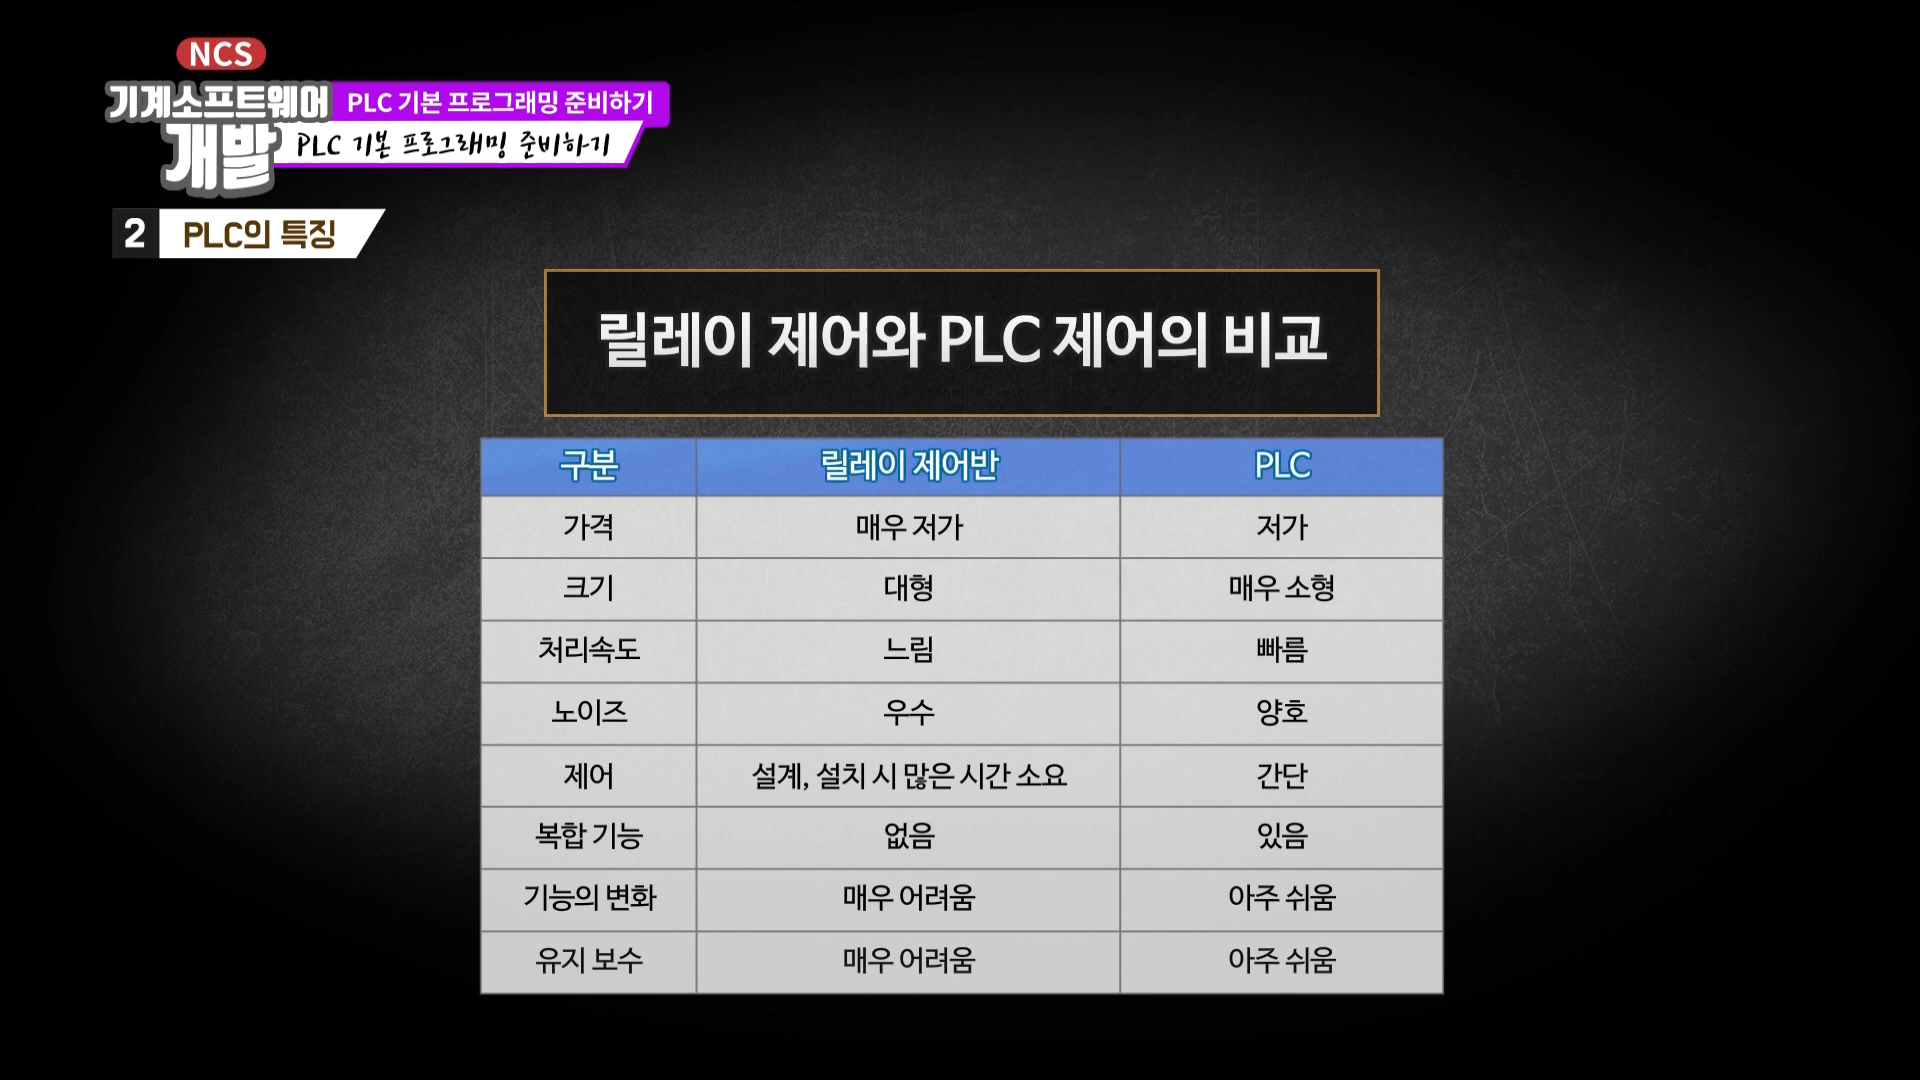 NCS
기계소프트웨어
개발
PLC 기본 프로그래밍 준비하기
PLC 기본 프로그래밍 준비하기
2 PLC의 특징
릴레이 제어와 PLC 제어의 비교
구분 릴레이 제어반 PLC
가격 매우 저가 저가
크기 대형 매우 소형
처리속도 느림 빠름
노이즈 우수 양호
제어 설계, 설치 시 많은 시간 소요 간단
복합 기능 없음 있음
기능의 변화 매우 어려움 아주 쉬움
유지 보수 매우 어려움 아주 쉬움